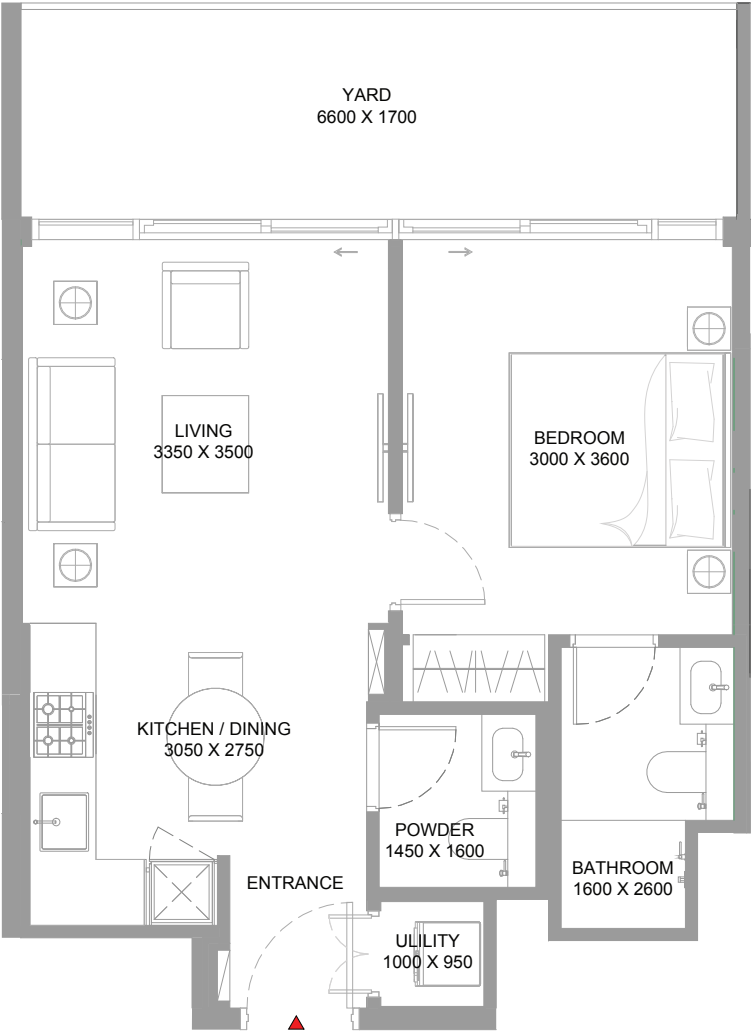 YARD
6600 X 1700
LIVING
3350 X 3500
BEDROOM
3000 X 3600
KITCHEN / DINING
3050 X 2750
POWDER
1450 X 1600
BATHROOM
1600 X 2600
ENTRANCE
ULILITY
1000 X 950